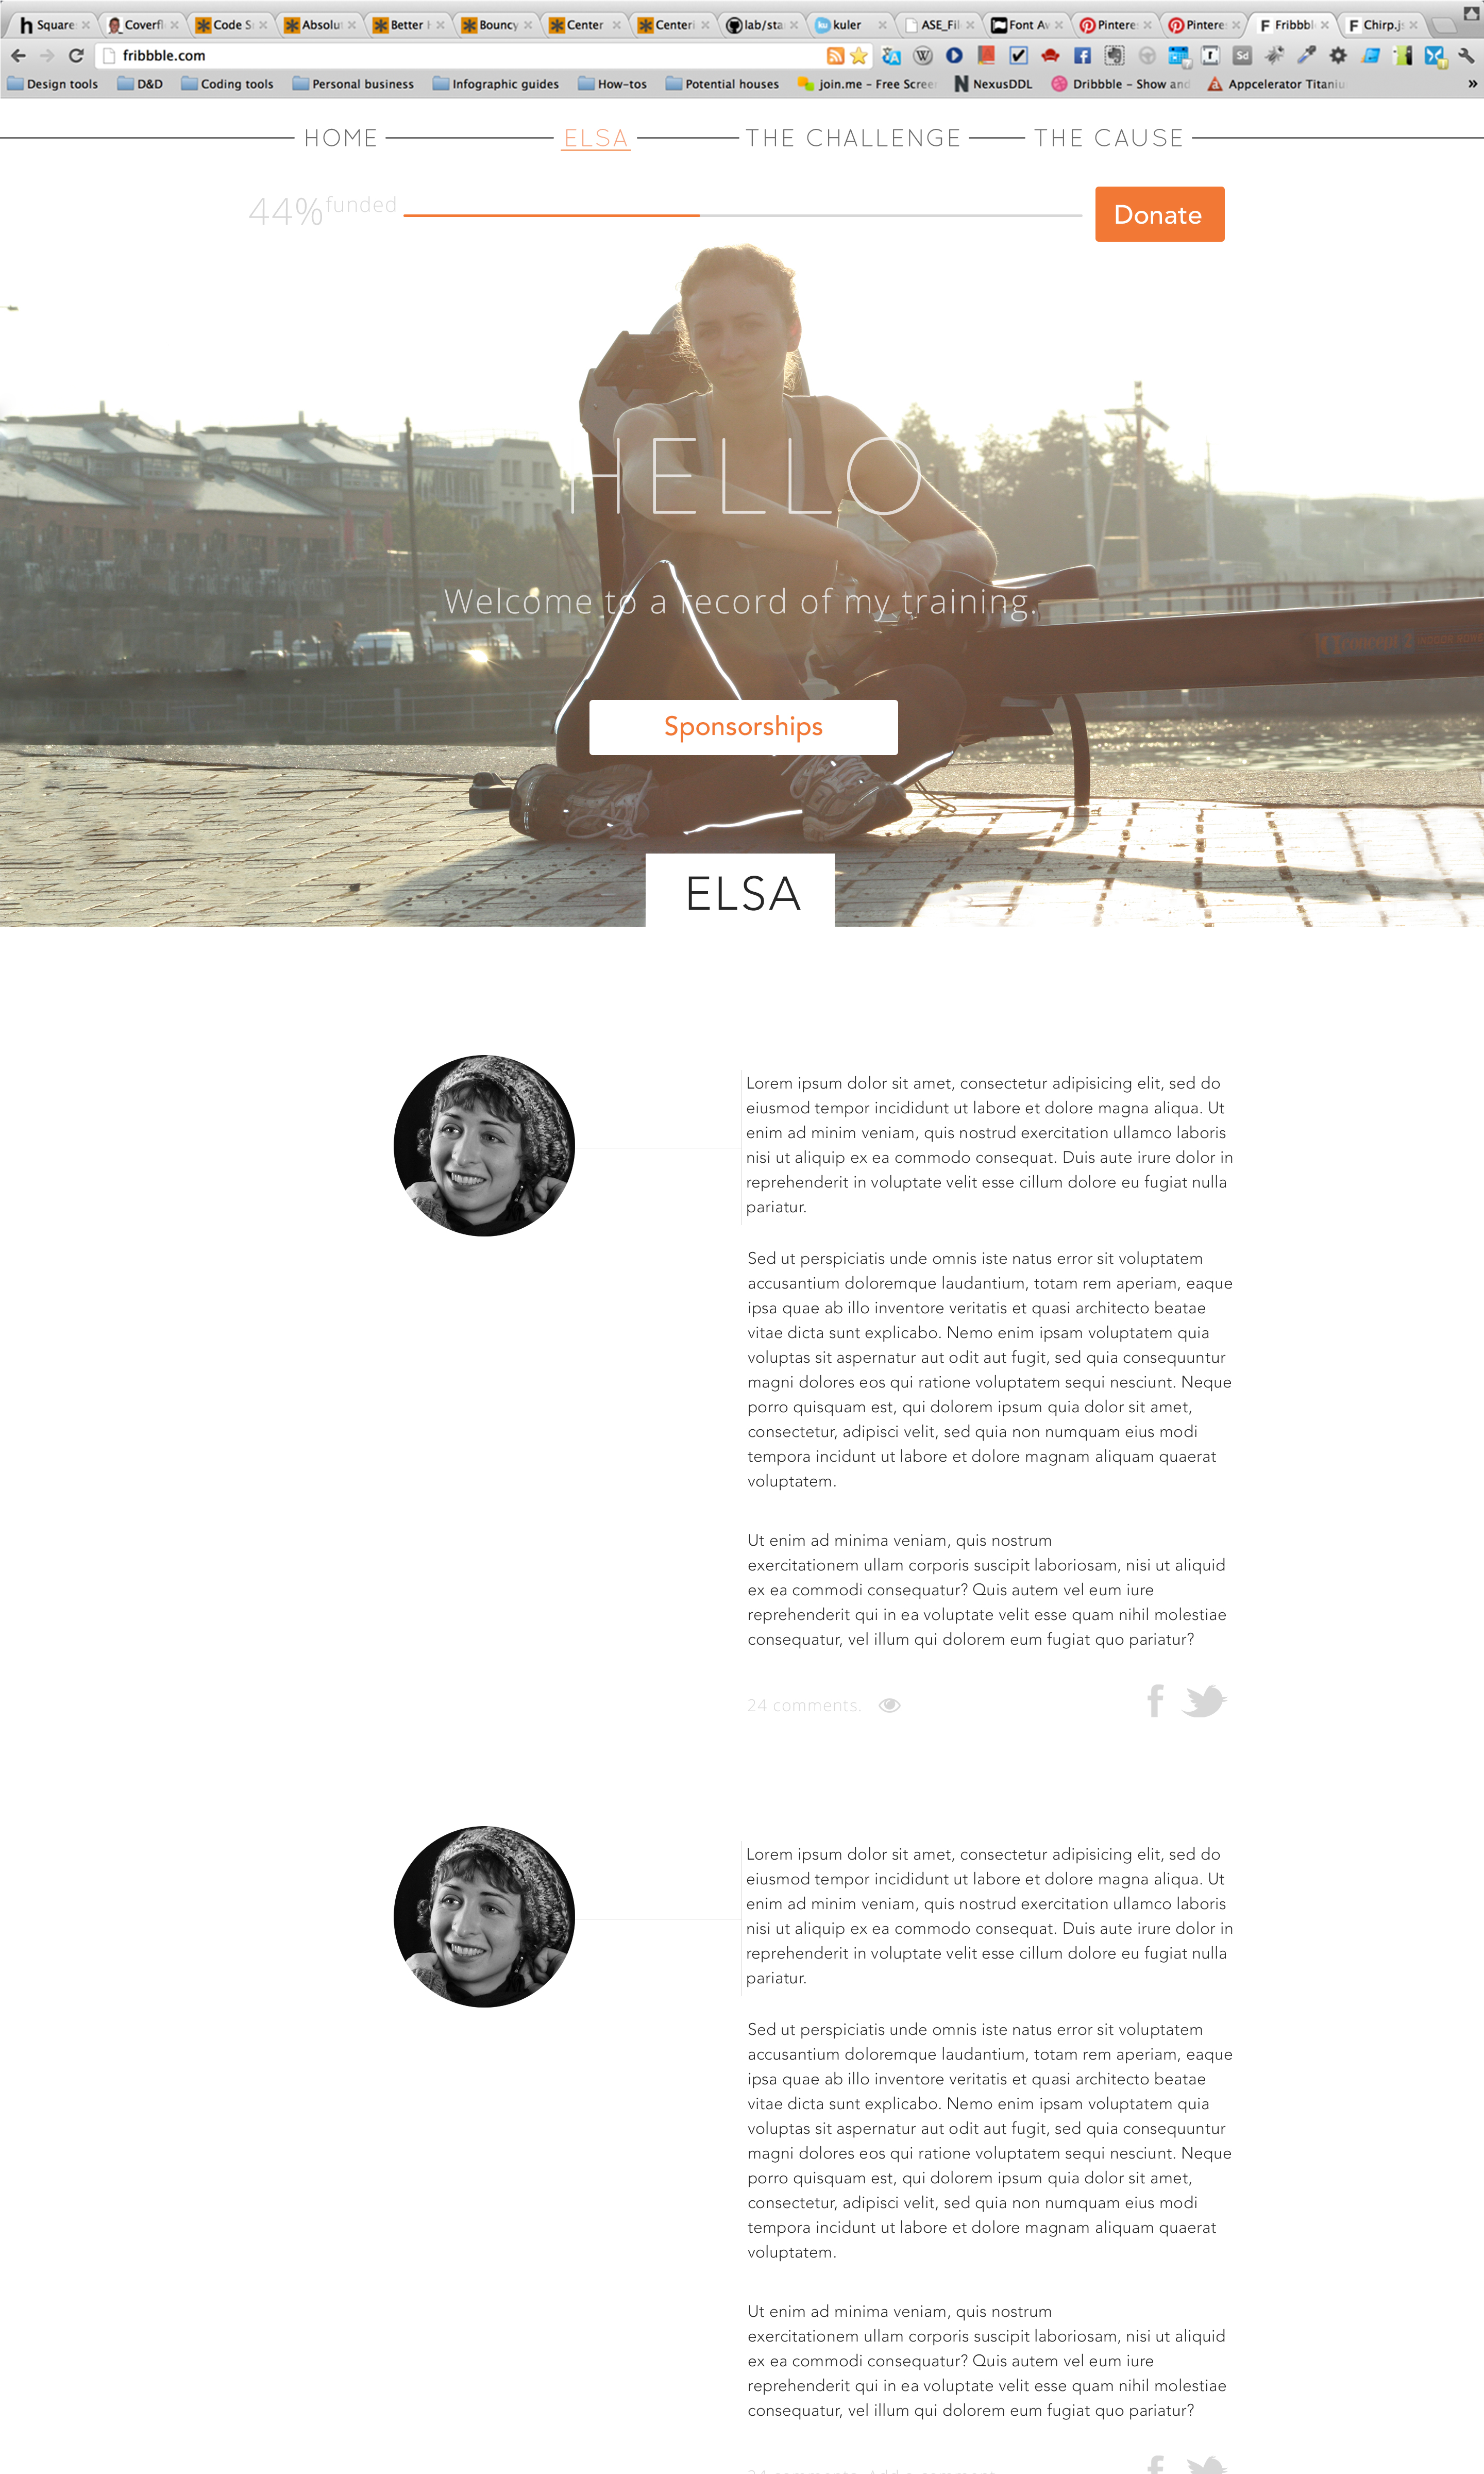 Square
Coverfl
Code S
Absolut
Better
Bouncy
Center
Centeri
lab/sta
kuler
ASE_Fil
Font Av
Pintere
Pintere
Fribbbl
Chirp.js
fribbble.com
Design tools
D&D
Coding tools
Personal business
Infographic guides
How-tos
Potential houses
join.me – Free Screen
NexusDDL
Dribbble – Show and
Appcelerator Titaniu
HOME
ELSA
THE CHALLENGE
THE CAUSE
44% funded
Donate
HELLO
Welcome to a record of my training.
concept 2 INDOOR ROWE
Sponsorships
ELSA
Lorem ipsum dolor sit amet, consectetur adipisicing elit, sed do
eiusmod tempor incididunt ut labore et dolore magna aliqua. Ut
enim ad minim veniam, quis nostrud exercitation ullamco laboris
nisi ut aliquip ex ea commodo consequat. Duis aute irure dolor in
reprehenderit in voluptate velit esse cillum dolore eu fugiat nulla
pariatur.
Sed ut perspiciatis unde omnis iste natus error sit voluptatem
accusantium doloremque laudantium, totam rem aperiam, eaque
ipsa quae ab illo inventore veritatis et quasi architecto beatae
vitae dicta sunt explicabo. Nemo enim ipsam voluptatem quia
voluptas sit aspernatur aut odit aut fugit, sed quia consequuntur
magni dolores eos qui ratione voluptatem sequi nesciunt. Neque
porro quisquam est, qui dolorem ipsum quia dolor sit amet,
consectetur, adipisci velit, sed quia non numquam eius modi
tempora incidunt ut labore et dolore magnam aliquam quaerat
voluptatem.
Ut enim ad minima veniam, quis nostrum
exercitationem ullam corporis suscipit laboriosam, nisi ut aliquid
ex ea commodi consequatur? Quis autem vel eum iure
reprehenderit qui in ea voluptate velit esse quam nihil molestiae
consequatur, vel illum qui dolorem eum fugiat quo pariatur?
24 comments.
Lorem ipsum dolor sit amet, consectetur adipisicing elit, sed do
eiusmod tempor incididunt ut labore et dolore magna aliqua. Ut
enim ad minim veniam, quis nostrud exercitation ullamco laboris
nisi ut aliquip ex ea commodo consequat. Duis aute irure dolor in
reprehenderit in voluptate velit esse cillum dolore eu fugiat nulla
pariatur.
Sed ut perspiciatis unde omnis iste natus error sit voluptatem
accusantium doloremque laudantium, totam rem aperiam, eaque
ipsa quae ab illo inventore veritatis et quasi architecto beatae
vitae dicta sunt explicabo. Nemo enim ipsam voluptatem quia
voluptas sit aspernatur aut odit aut fugit, sed quia consequuntur
magni dolores eos qui ratione voluptatem sequi nesciunt. Neque
porro quisquam est, qui dolorem ipsum quia dolor sit amet,
consectetur, adipisci velit, sed quia non numquam eius modi
tempora incidunt ut labore et dolore magnam aliquam quaerat
voluptatem.
Ut enim ad minima veniam, quis nostrum
exercitationem ullam corporis suscipit laboriosam, nisi ut aliquid
ex ea commodi consequatur? Quis autem vel eum iure
reprehenderit qui in ea voluptate velit esse quam nihil molestiae
consequatur, vel illum qui dolorem eum fugiat quo pariatur?